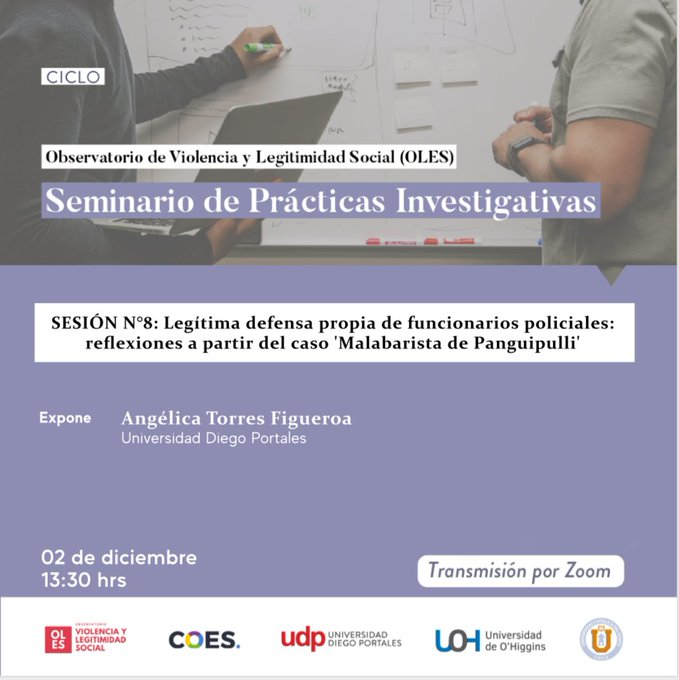 CICLO
Observatorio de Violencia y Legitimidad Social (OLES)
Seminario de Prácticas Investigativas
SESIÓN N°8: Legítima defensa propia de funcionarios policiales:
reflexiones a partir del caso 'Malabarista de Panguipulli'
Expone
Angélica Torres Figueroa
Universidad Diego Portales
02 de diciembre
13:30 hrs
Transmisión por Zoom
OL
ES
OBSERVATORIO
VIOLENCIA Y
LEGITIMIDAD
SOCIAL
COES.
udp UNIVERSIDAD
DIEGO PORTALES
UOH Universidad
de O'Higgins